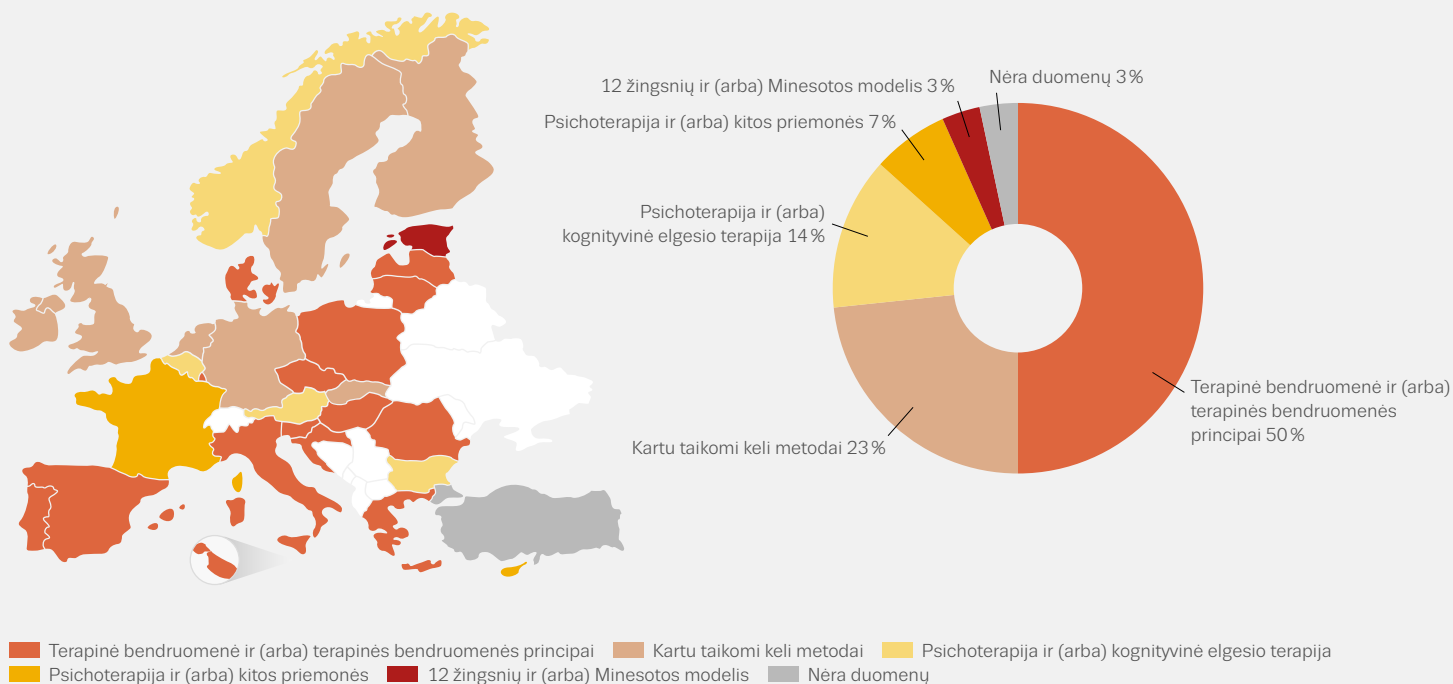 12 žingsnių ir (arba) Minesotos modelis 3 %
Nėra duomenų 3 %
Psichoterapija ir (arba) kitos priemonės 7 %
Psichoterapija ir (arba)
kognityvinė elgesio terapija 14 %
Terapinė bendruomenė ir (arba)
terapinės bendruomenės
principai 50 %
Kartu taikomi keli metodai 23 %
Terapinė bendruomenė ir (arba) terapinės bendruomenės principai
Kartu taikomi keli metodai
Psichoterapija ir (arba) kognityvinė elgesio terapija
Psichoterapija ir (arba) kitos priemonės
12 žingsnių ir (arba) Minesotos modelis
Nėra duomenų